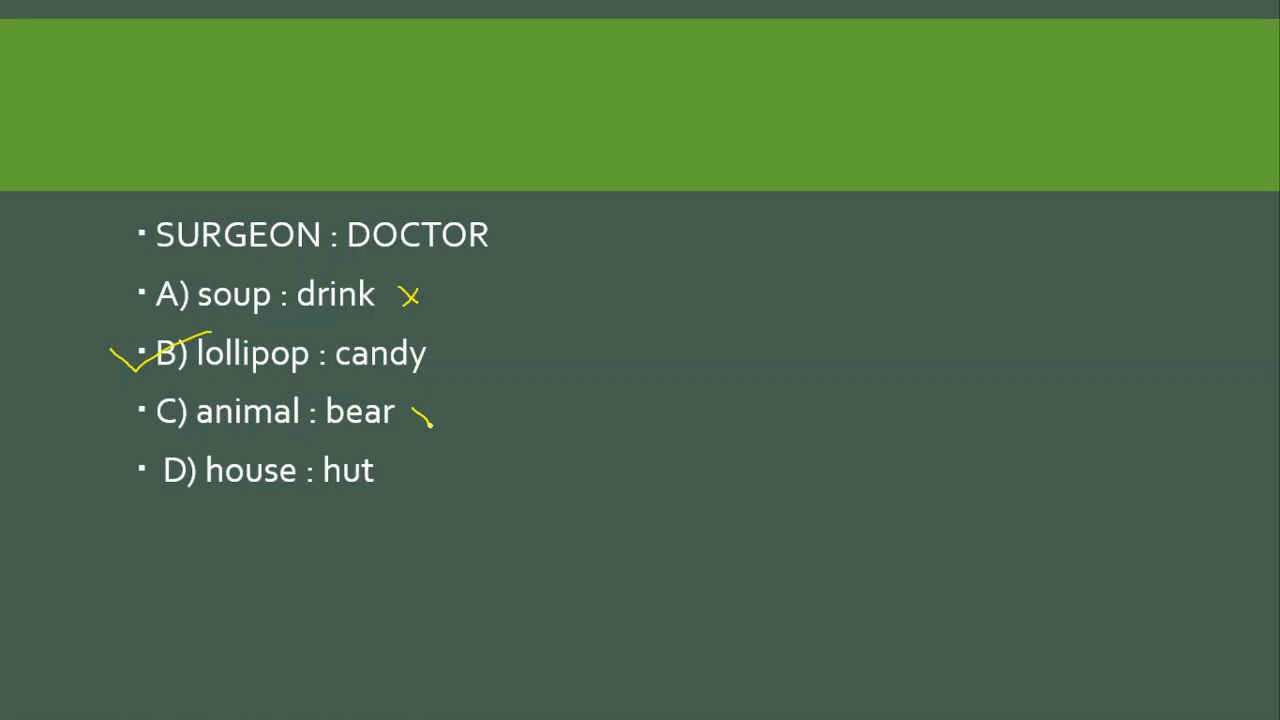 ▪ SURGEON : DOCTOR
▪ A) soup : drink
▪ B) lollipop : candy
▪ C) animal : bear
▪ D) house : hut